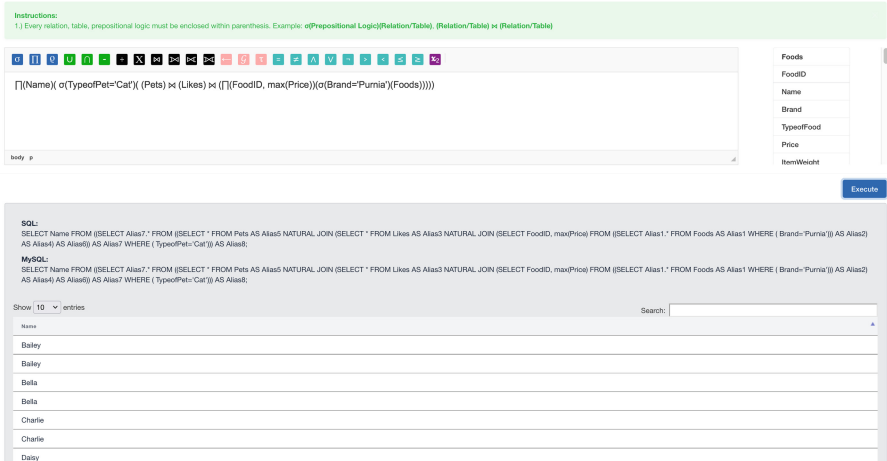 Instructions:
1.) Every relation, table, prepositional logic must be enclosed within parenthesis. Example: σ(Prepositional Logic)(Relation/Table), (Relation/Table) ⋈ (Relation/Table)
σ ∏ ϱ ∪ ∩ - ÷ X ⋈ ⟕ ⟖ ⟗ ← G τ = ≠ ∧ ∨ ¬ > < ≤ ≥ x₂
∏(Name)( σ(TypeofPet='Cat')( (Pets) ⋈ (Likes) ⋈ (∏(FoodID, max(Price))(σ(Brand='Purnia')(Foods)))))
body p
Foods
FoodID
Name
Brand
TypeofFood
Price
ItemWeight
Execute
SQL:
SELECT Name FROM ((SELECT Alias7.* FROM ((SELECT * FROM Pets AS Alias5 NATURAL JOIN (SELECT * FROM Likes AS Alias3 NATURAL JOIN (SELECT FoodID, max(Price) FROM ((SELECT Alias1.* FROM Foods AS Alias1 WHERE ( Brand='Purnia'))) AS Alias2)
AS Alias4) AS Alias6)) AS Alias7 WHERE ( TypeofPet='Cat'))) AS Alias8;
MySQL:
SELECT Name FROM ((SELECT Alias7.* FROM ((SELECT * FROM Pets AS Alias5 NATURAL JOIN (SELECT * FROM Likes AS Alias3 NATURAL JOIN (SELECT FoodID, max(Price) FROM ((SELECT Alias1.* FROM Foods AS Alias1 WHERE ( Brand='Purnia'))) AS Alias2)
AS Alias4) AS Alias6)) AS Alias7 WHERE ( TypeofPet='Cat'))) AS Alias8;
Show 10 entries
Search:
Name
Bailey
Bailey
Bella
Bella
Charlie
Charlie
Daisy